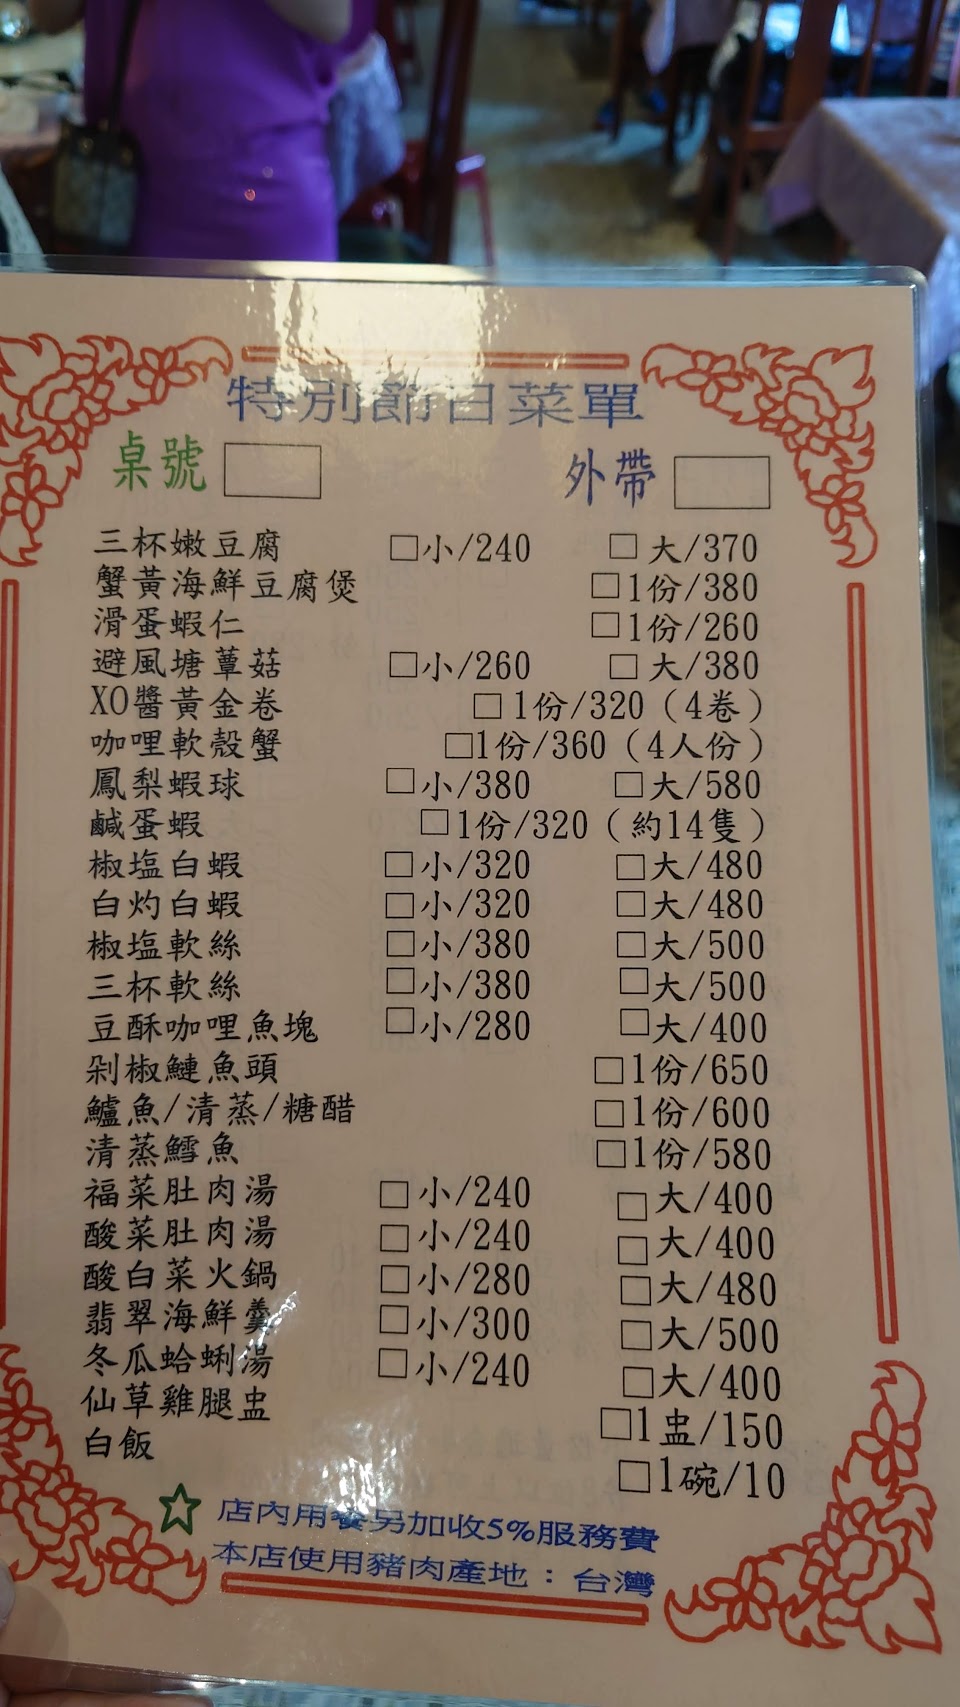 特別節日菜單
桌號 外帶
三杯嫩豆腐 □小/240 □大/370
蟹黃海鮮豆腐煲 □1份/380
滑蛋蝦仁 □1份/260
避風塘蕈菇 □小/260 □大/380
XO醬黃金卷 □1份/320（4卷）
咖哩軟殼蟹 □1份/360（4人份）
鳳梨蝦球 □小/380 □大/580
鹹蛋蝦 □1份/320（約14隻）
椒塩白蝦 □小/320 □大/480
白灼白蝦 □小/320 □大/480
椒塩軟絲 □小/380 □大/500
三杯軟絲 □小/380 □大/500
豆酥咖哩魚塊 □小/280 □大/400
剁椒鰱魚頭 □1份/650
鱸魚/清蒸/糖醋 □1份/600
清蒸鱈魚 □1份/580
福菜肚肉湯 □小/240 □大/400
酸菜肚肉湯 □小/240 □大/400
酸白菜火鍋 □小/280 □大/480
翡翠海鮮羹 □小/300 □大/500
冬瓜蛤蜊湯 □小/240 □大/400
仙草雞腿盅 □1盅/150
白飯 □1碗/10
☆ 店內用餐另加收5%服務費
本店使用豬肉產地：台灣